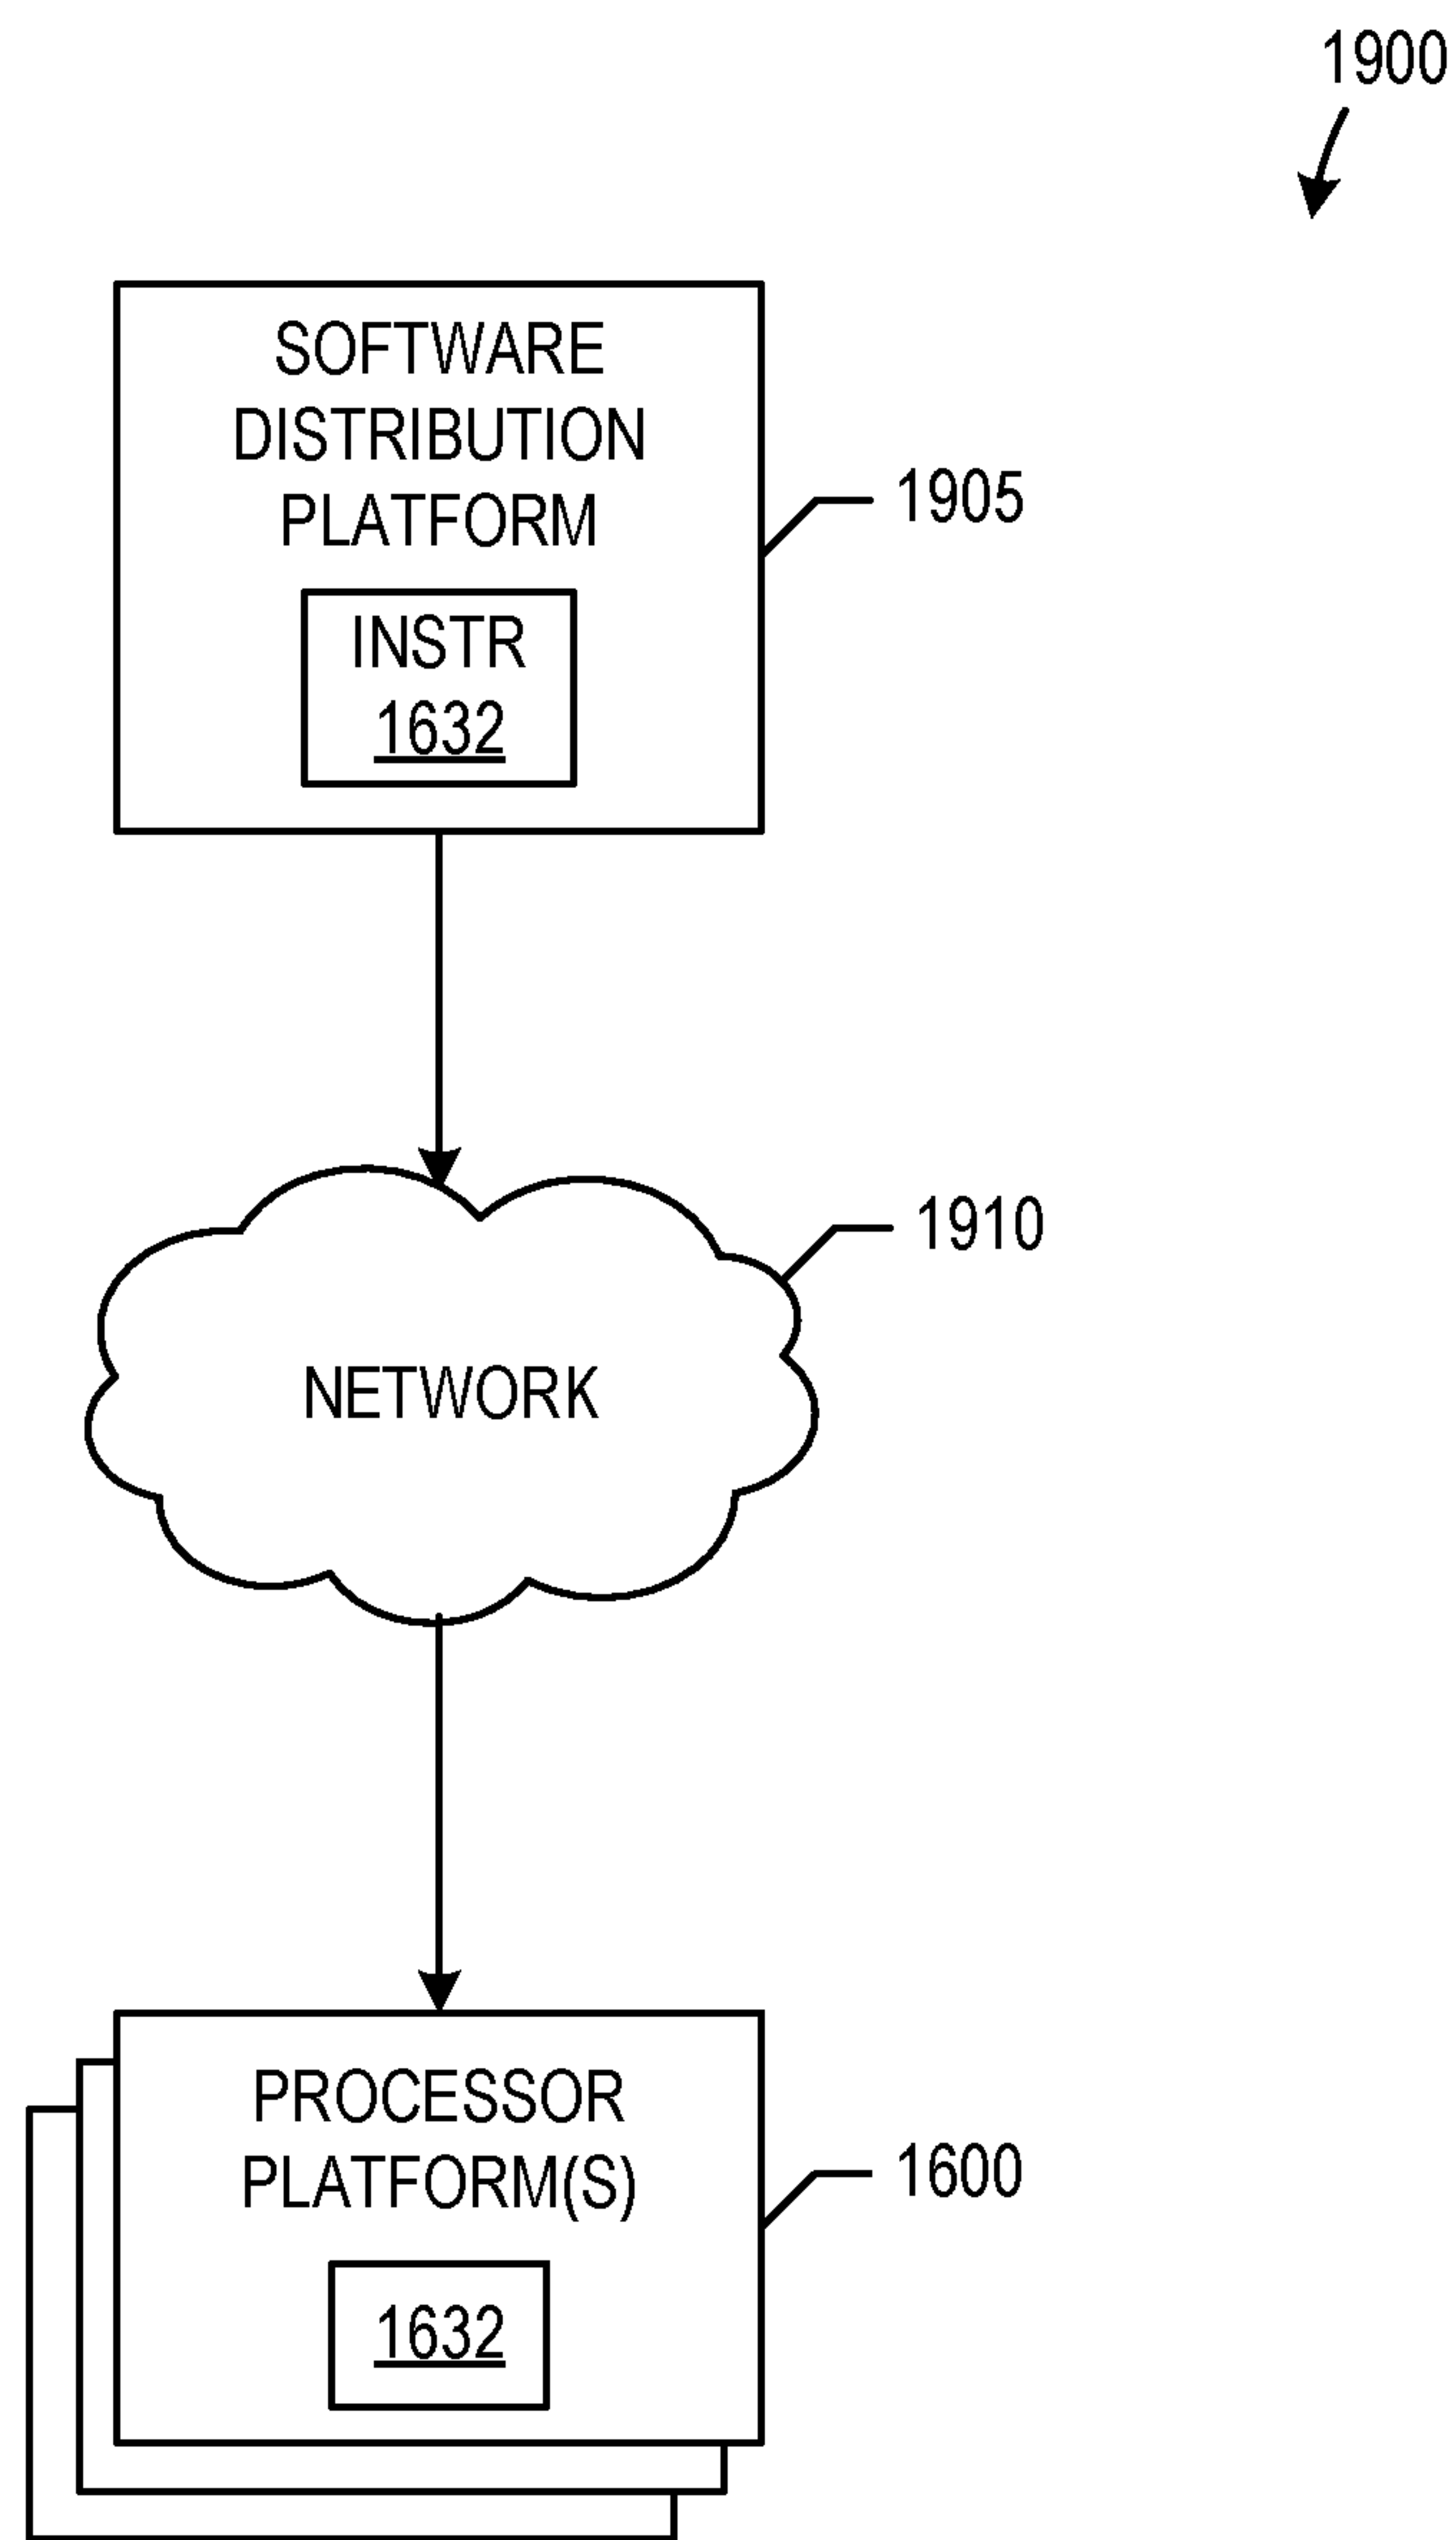 1900
SOFTWARE
DISTRIBUTION
PLATFORM
1905
INSTR
1632
1910
NETWORK
PROCESSOR
PLATFORM(S)
1600
1632